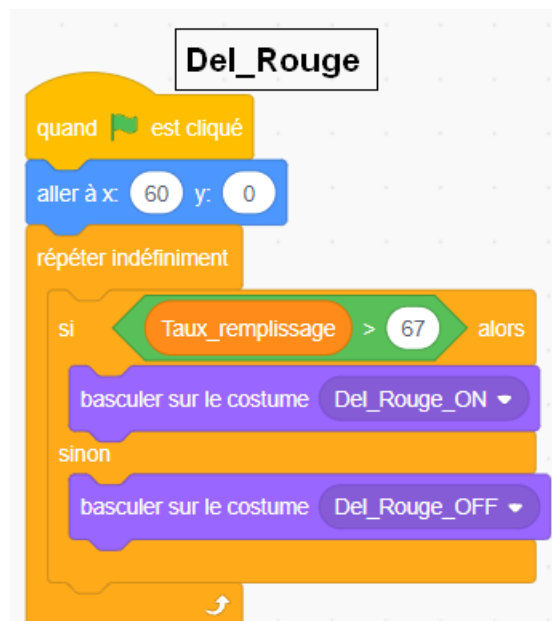 Del_Rouge
quand est cliqué
aller à x: 60 y: 0
répéter indéfiniment
si Taux_remplissage > 67 alors
basculer sur le costume Del_Rouge_ON
sinon
basculer sur le costume Del_Rouge_OFF